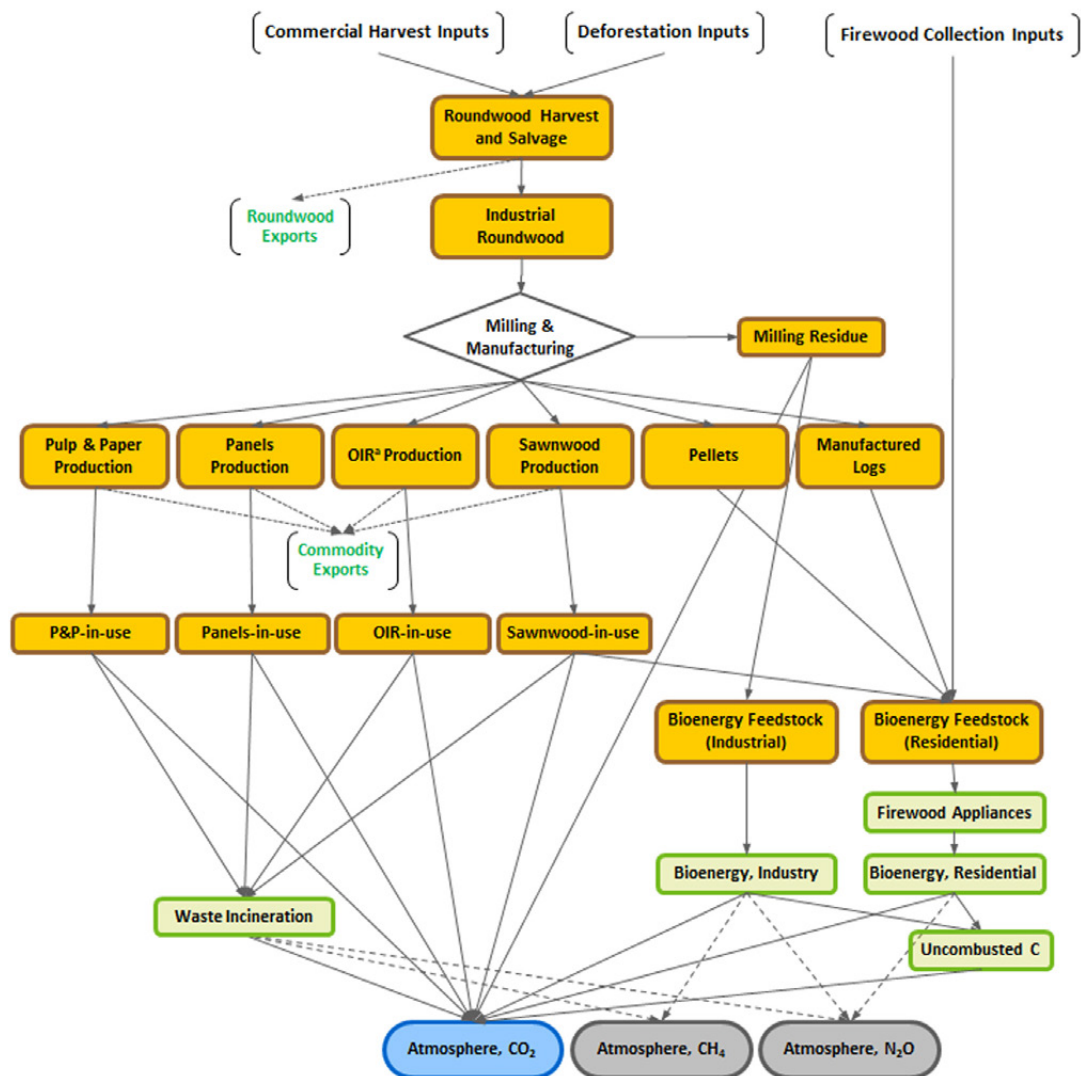 Commercial Harvest Inputs
Deforestation Inputs
Firewood Collection Inputs
Roundwood Harvest
and Salvage
Roundwood
Exports
Industrial
Roundwood
Milling &
Manufacturing
Milling Residue
Pulp & Paper
Production
Panels
Production
OIRª Production
Sawnwood
Production
Pellets
Manufactured
Logs
Commodity
Exports
P&P-in-use
Panels-in-use
OIR-in-use
Sawnwood-in-use
Bioenergy Feedstock
(Industrial)
Bioenergy Feedstock
(Residential)
Firewood Appliances
Bioenergy, Industry
Bioenergy, Residential
Waste Incineration
Uncombusted C
Atmosphere, CO₂
Atmosphere, CH₄
Atmosphere, N₂O